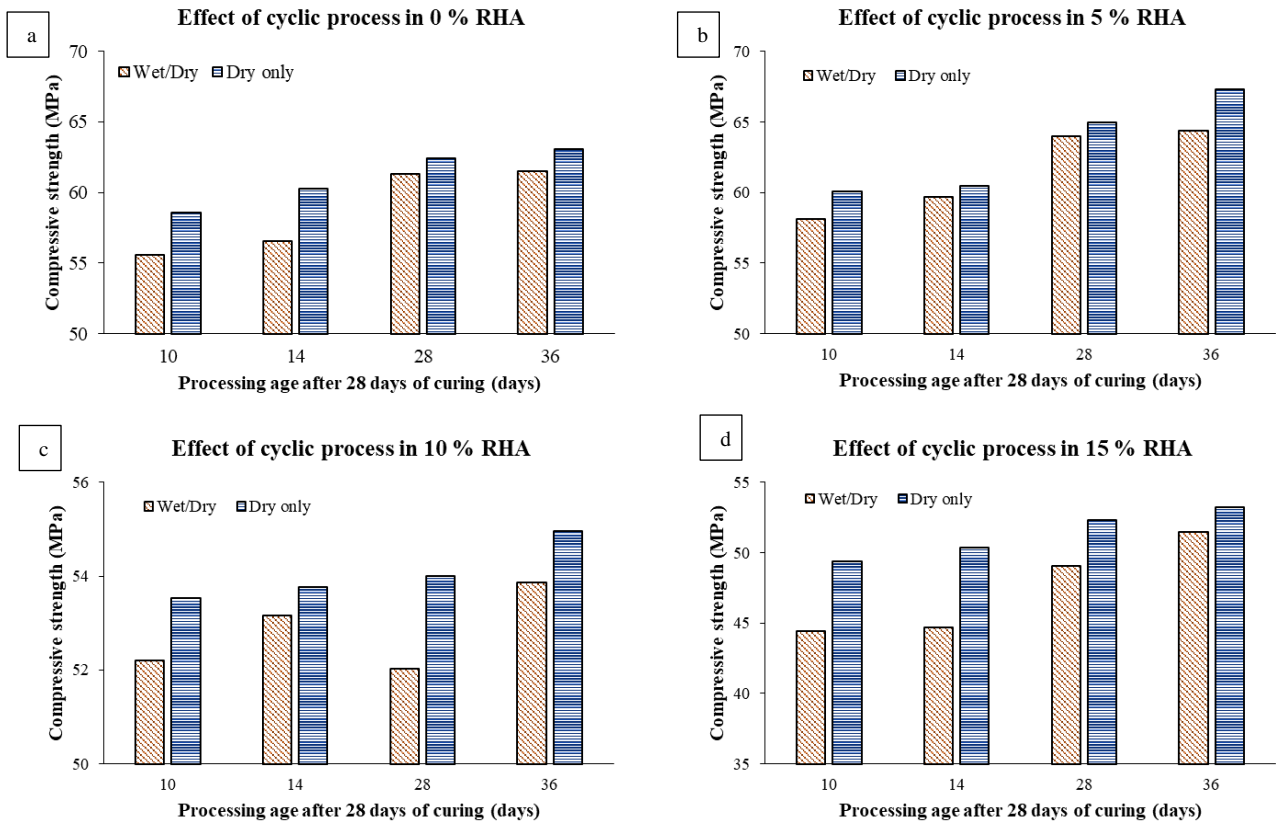 a
Effect of cyclic process in 0 % RHA
Compressive strength (MPa)
70
65
60
55
50
Wet/Dry Dry only
10 14 28 36
Processing age after 28 days of curing (days)
b
Effect of cyclic process in 5 % RHA
Compressive strength (MPa)
70
65
60
55
50
Wet/Dry Dry only
10 14 28 36
Processing age after 28 days of curing (days)
c
Effect of cyclic process in 10 % RHA
Compressive strength (MPa)
56
54
52
50
Wet/Dry Dry only
10 14 28 36
Processing age after 28 days of curing (days)
d
Effect of cyclic process in 15 % RHA
Compressive strength (MPa)
55
50
45
40
35
Wet/Dry Dry only
10 14 28 36
Processing age after 28 days of curing (days)